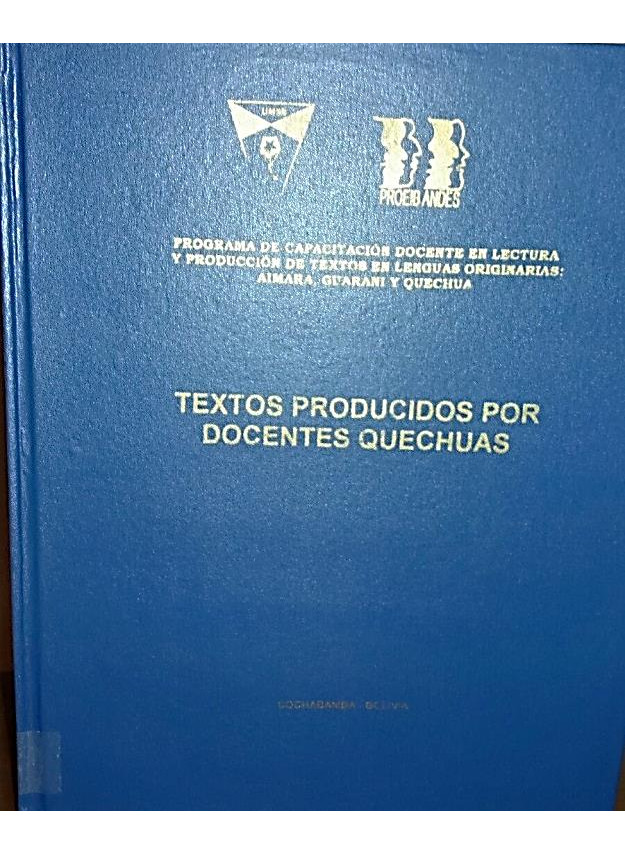 UMSS
PROEIB ANDES
PROGRAMA DE CAPACITACIÓN DOCENTE EN LECTURA
Y PRODUCCIÓN DE TEXTOS EN LENGUAS ORIGINARIAS:
AIMARA, GUARANI Y QUECHUA
TEXTOS PRODUCIDOS POR
DOCENTES QUECHUAS
COCHABAMBA - BOLIVIA